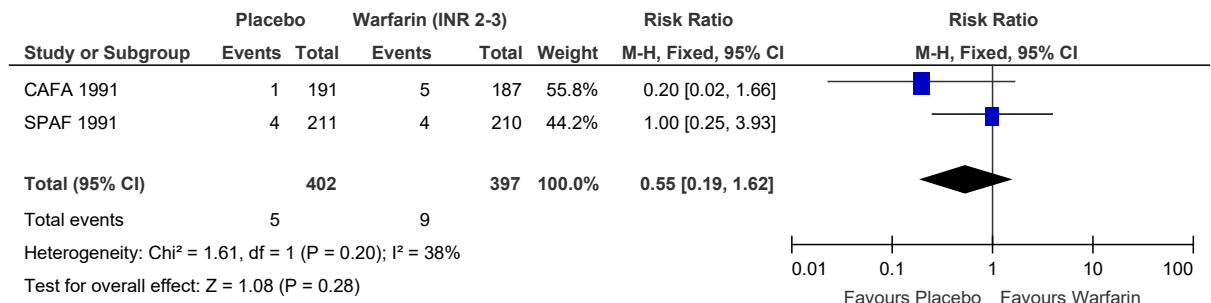 Placebo Warfarin (INR 2-3) Risk Ratio Risk Ratio
Study or Subgroup Events Total Events Total Weight M-H, Fixed, 95% CI M-H, Fixed, 95% CI
CAFA 1991 1 191 5 187 55.8% 0.20 [0.02, 1.66]
SPAF 1991 4 211 4 210 44.2% 1.00 [0.25, 3.93]
Total (95% CI) 402 397 100.0% 0.55 [0.19, 1.62]
Total events 5 9
Heterogeneity: Chi² = 1.61, df = 1 (P = 0.20); I² = 38%
Test for overall effect: Z = 1.08 (P = 0.28)
0.01 0.1 1 10 100
Favours Placebo Favours Warfarin